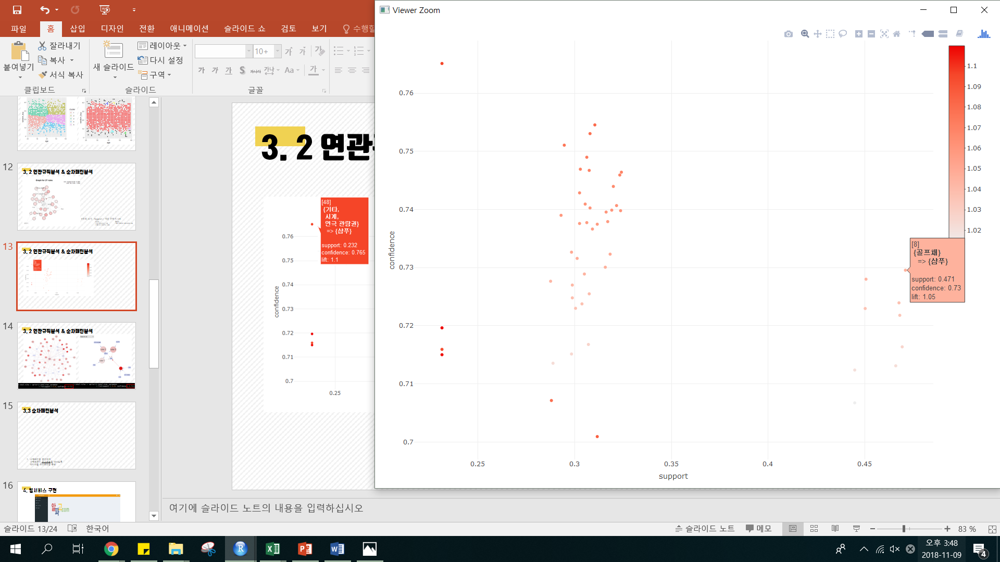 Viewer Zoom
파일
홈
삽입
디자인
전환
애니메이션
슬라이드 쇼
검토
보기
수행할
붙여넣기
잘라내기
복사
서식 복사
클립보드
새 슬라이드
레이아웃
다시 설정
구역
슬라이드
10+
가 가 가 S 가나 Aa 가
글꼴
12
3. 2 연관규칙분석 & 순차패턴분석
13
3. 2 연관규칙분석 & 순차패턴분석
14
3. 2 연관규칙분석 & 순차패턴분석
15
3.3 순차패턴분석
16
4. 웹서비스 구현
3. 2 연관
[48]
{기타,
시계,
연극 관람권}
=> {샴푸}
support: 0.232
confidence: 0.765
lift: 1.1
0.76
0.75
0.74
0.73
0.72
0.71
0.7
confidence
0.25
0.76
0.75
0.74
0.73
0.72
0.71
0.7
confidence
0.25
0.3
0.35
0.4
0.45
support
1.1
1.09
1.08
1.07
1.06
1.05
1.04
1.03
1.02
[8]
{골프채}
=> {샴푸}
support: 0.471
confidence: 0.73
lift: 1.05
여기에 슬라이드 노트의 내용을 입력하십시오
슬라이드 13/24
한국어
슬라이드 노트
메모
83 %
오후 3:48
2018-11-09
4